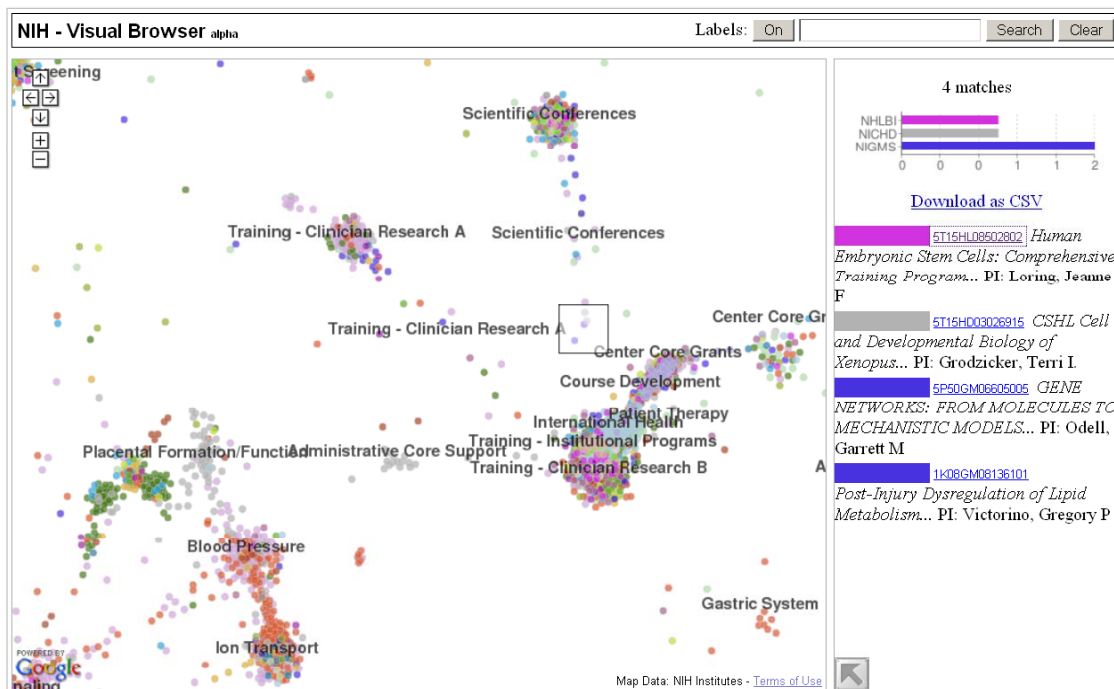 NIH - Visual Browser alpha
Labels: On Search Clear
t Screening
Scientific Conferences
Training - Clinician Research A
Scientific Conferences
Training - Clinician Research A
Center Core Gr
Center Core Grants
Course Development
Patient Therapy
International Health
Training - Institutional Programs
Placental Formation/Function
Administrative Core Support
Training - Clinician Research B
A
Blood Pressure
Gastric System
Ion Transport
POWERED BY
Google
naling
Map Data: NIH Institutes - Terms of Use
4 matches
NHLBI
NICHD
NIGMS
0 0 0 1 1 2
Download as CSV
5T15HL08502802 Human
Embryonic Stem Cells: Comprehensive
Training Program... PI: Loring, Jeanne
F
5T15HD03026915 CSHL Cell
and Developmental Biology of
Xenopus... PI: Grodzicker, Terri I.
5P50GM06605005 GENE
NETWORKS: FROM MOLECULES TO
MECHANISTIC MODELS... PI: Odell,
Garrett M
1K08GM08136101
Post-Injury Dysregulation of Lipid
Metabolism... PI: Victorino, Gregory P